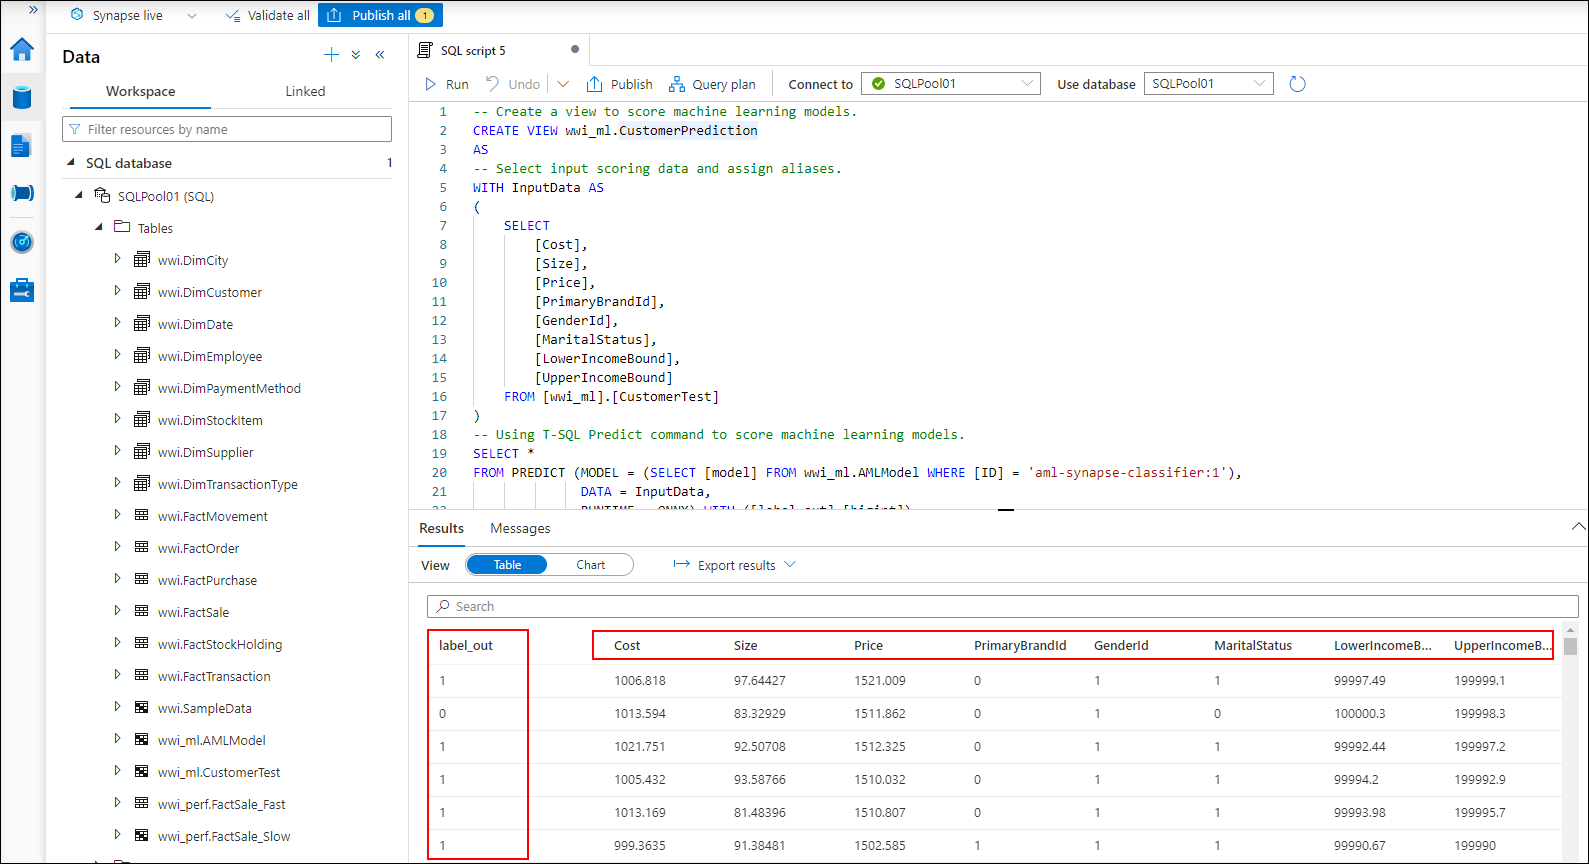 Synapse live
Validate all
Publish all 1
Data
Workspace
Linked
Filter resources by name
SQL database 1
SQLPool01 (SQL)
Tables
wwi.DimCity
wwi.DimCustomer
wwi.DimDate
wwi.DimEmployee
wwi.DimPaymentMethod
wwi.DimStockItem
wwi.DimSupplier
wwi.DimTransactionType
wwi.FactMovement
wwi.FactOrder
wwi.FactPurchase
wwi.FactSale
wwi.FactStockHolding
wwi.FactTransaction
wwi.SampleData
wwi_ml.AMLModel
wwi_ml.CustomerTest
wwi_perf.FactSale_Fast
wwi_perf.FactSale_Slow
SQL script 5
Run Undo Publish Query plan Connect to SQLPool01 Use database SQLPool01
1 -- Create a view to score machine learning models.
2 CREATE VIEW wwi_ml.CustomerPrediction
3 AS
4 -- Select input scoring data and assign aliases.
5 WITH InputData AS
6 (
7 SELECT
8 [Cost],
9 [Size],
10 [Price],
11 [PrimaryBrandId],
12 [GenderId],
13 [MaritalStatus],
14 [LowerIncomeBound],
15 [UpperIncomeBound]
16 FROM [wwi_ml].[CustomerTest]
17 )
18 -- Using T-SQL Predict command to score machine learning models.
19 SELECT *
20 FROM PREDICT (MODEL = (SELECT [model] FROM wwi_ml.AMLModel WHERE [ID] = 'aml-synapse-classifier:1'),
21 DATA = InputData,
Results Messages
View Table Chart Export results
Search
label_out Cost Size Price PrimaryBrandId GenderId MaritalStatus LowerIncomeB... UpperIncomeB...
1 1006.818 97.64427 1521.009 0 1 1 99997.49 199999.1
0 1013.594 83.32929 1511.862 0 1 0 100000.3 199998.3
1 1021.751 92.50708 1512.325 0 1 1 99992.44 199997.2
1 1005.432 93.58766 1510.032 0 1 1 99994.2 199992.9
1 1013.169 81.48396 1510.807 0 1 1 99993.98 199995.7
1 999.3635 91.38481 1502.585 1 1 1 99990.67 199990